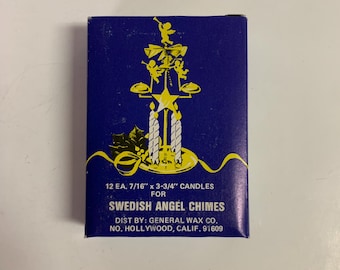 12 EA. 7/16" x 3-3/4" CANDLES
FOR
SWEDISH ANGEL CHIMES
DIST BY: GENERAL WAX CO.
NO. HOLLYWOOD, CALIF. 91609